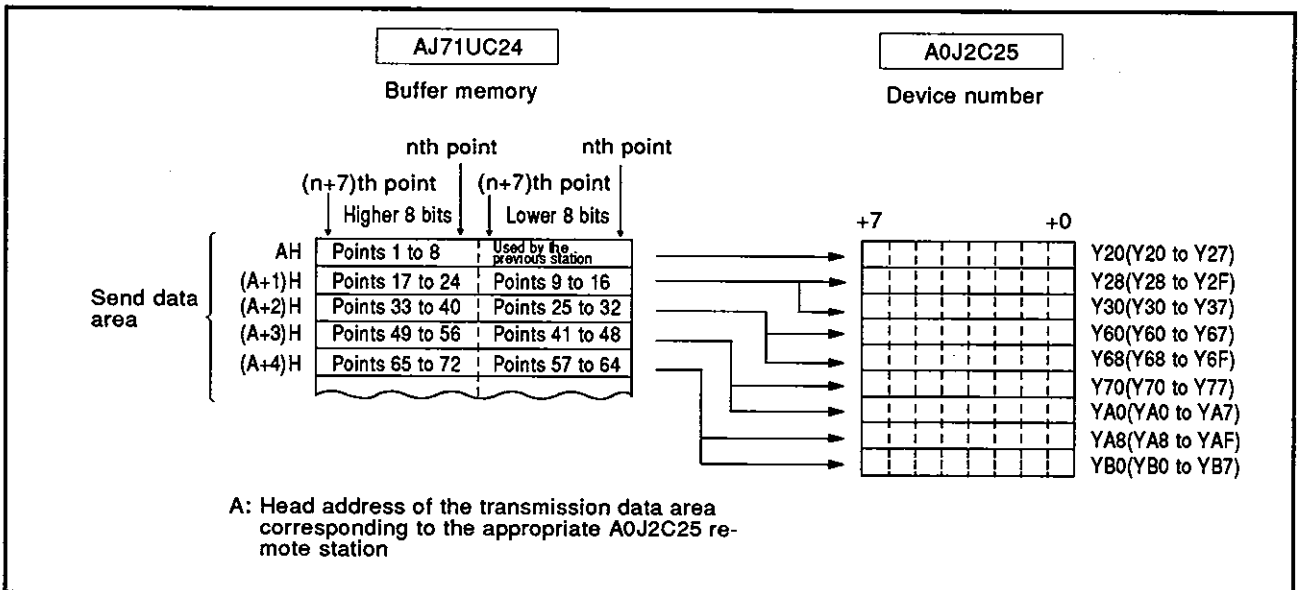 AJ71UC24
A0J2C25
Buffer memory
Device number
nth point
nth point
(n+7)th point
(n+7)th point
Higher 8 bits
Lower 8 bits
+7
+0
Send data
area
AH
Points 1 to 8
Used by the
previous station
Y20(Y20 to Y27)
(A+1)H
Points 17 to 24
Points 9 to 16
Y28(Y28 to Y2F)
(A+2)H
Points 33 to 40
Points 25 to 32
Y30(Y30 to Y37)
(A+3)H
Points 49 to 56
Points 41 to 48
Y60(Y60 to Y67)
(A+4)H
Points 65 to 72
Points 57 to 64
Y68(Y68 to Y6F)
Y70(Y70 to Y77)
YA0(YA0 to YA7)
YA8(YA8 to YAF)
YB0(YB0 to YB7)
A: Head address of the transmission data area
corresponding to the appropriate A0J2C25 re-
mote station